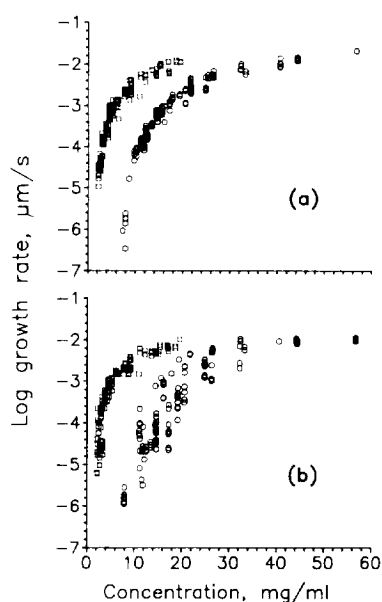 −1
−2
−3
−4
−5
−6
−7
(a)
Log growth rate, μm/s
−1
−2
−3
−4
−5
−6
−7
(b)
0 10 20 30 40 50 60
Concentration, mg/ml